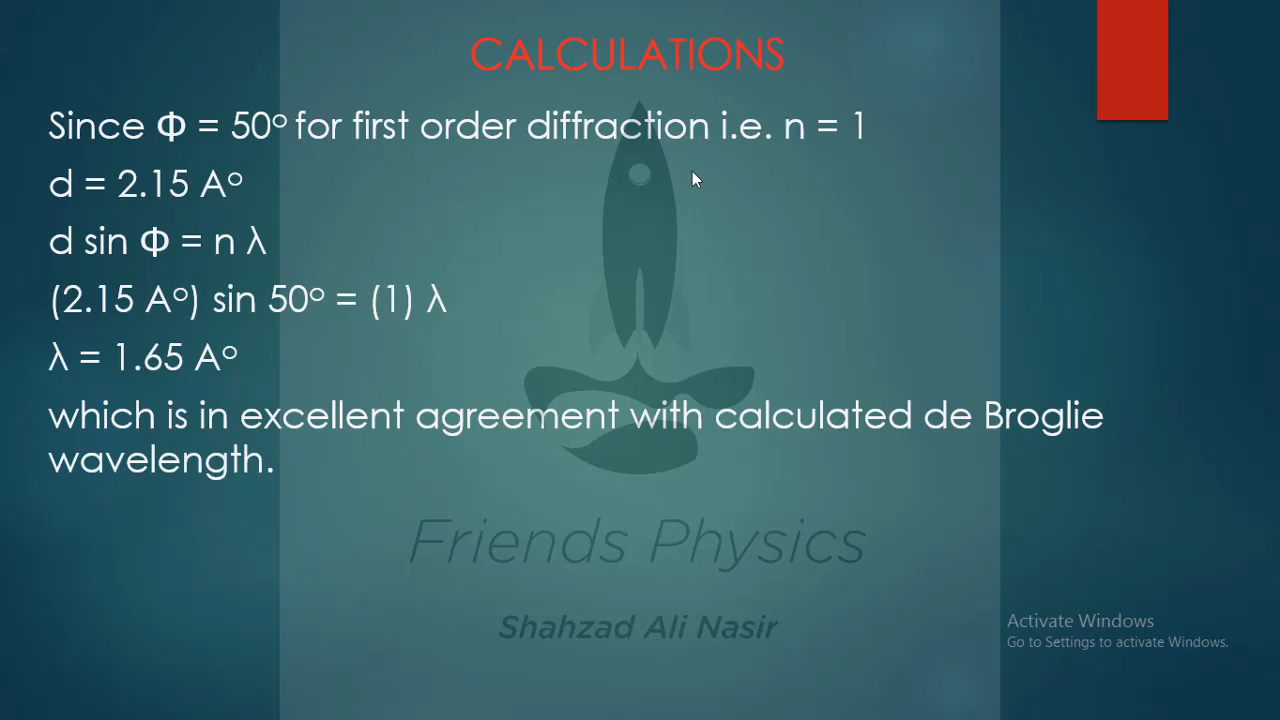 CALCULATIONS
Since Φ = 50° for first order diffraction i.e. n = 1
d = 2.15 A°
d sin Φ = n λ
(2.15 A°) sin 50° = (1) λ
λ = 1.65 A°
which is in excellent agreement with calculated de Broglie
wavelength.
Friends Physics
Shahzad Ali Nasir
Activate Windows
Go to Settings to activate Windows.